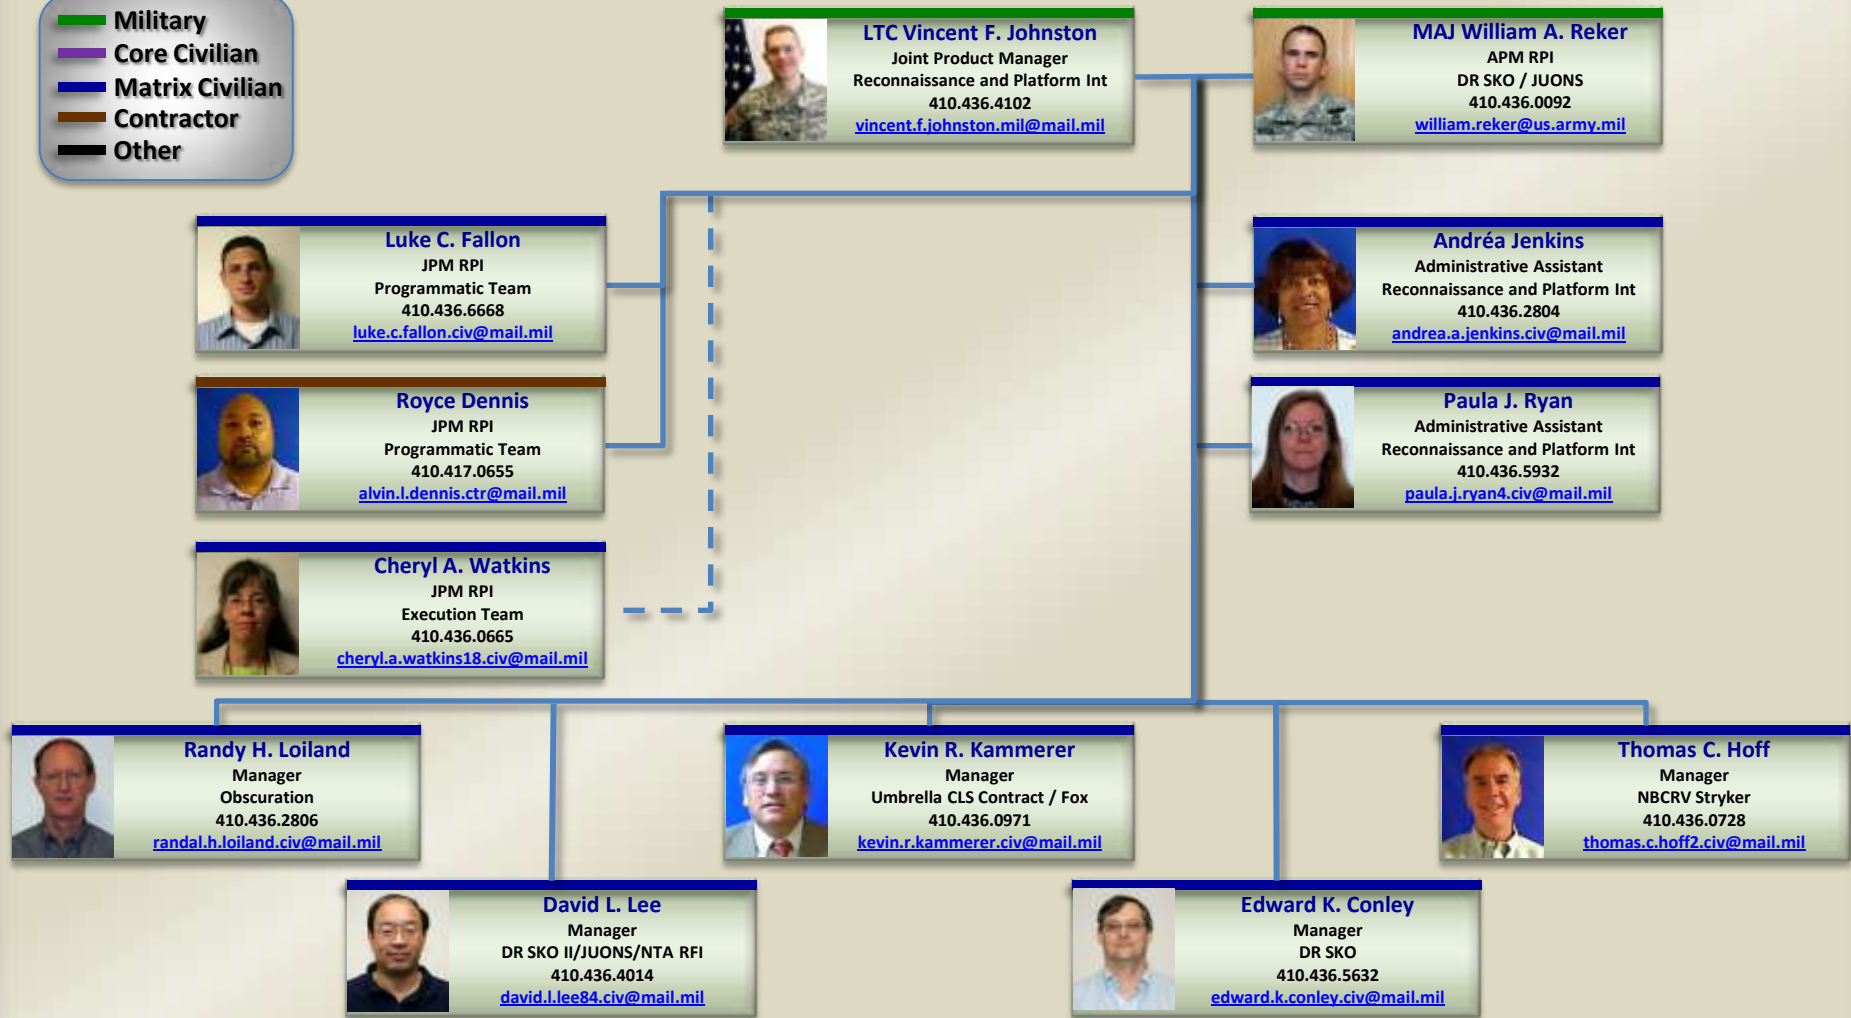 Military
Core Civilian
Matrix Civilian
Contractor
Other
LTC Vincent F. Johnston
Joint Product Manager
Reconnaissance and Platform Int
410.436.4102
vincent.f.johnston.mil@mail.mil
MAJ William A. Reker
APM RPI
DR SKO / JUONS
410.436.0092
william.reker@us.army.mil
Luke C. Fallon
JPM RPI
Programmatic Team
410.436.6668
luke.c.fallon.civ@mail.mil
Andréa Jenkins
Administrative Assistant
Reconnaissance and Platform Int
410.436.2804
andrea.a.jenkins.civ@mail.mil
Royce Dennis
JPM RPI
Programmatic Team
410.417.0655
alvin.l.dennis.ctr@mail.mil
Paula J. Ryan
Administrative Assistant
Reconnaissance and Platform Int
410.436.5932
paula.j.ryan4.civ@mail.mil
Cheryl A. Watkins
JPM RPI
Execution Team
410.436.0665
cheryl.a.watkins18.civ@mail.mil
Randy H. Loiland
Manager
Obscuration
410.436.2806
randal.h.loiland.civ@mail.mil
Kevin R. Kammerer
Manager
Umbrella CLS Contract / Fox
410.436.0971
kevin.r.kammerer.civ@mail.mil
Thomas C. Hoff
Manager
NBCRV Stryker
410.436.0728
thomas.c.hoff2.civ@mail.mil
David L. Lee
Manager
DR SKO II/JUONS/NTA RFI
410.436.4014
david.l.lee84.civ@mail.mil
Edward K. Conley
Manager
DR SKO
410.436.5632
edward.k.conley.civ@mail.mil